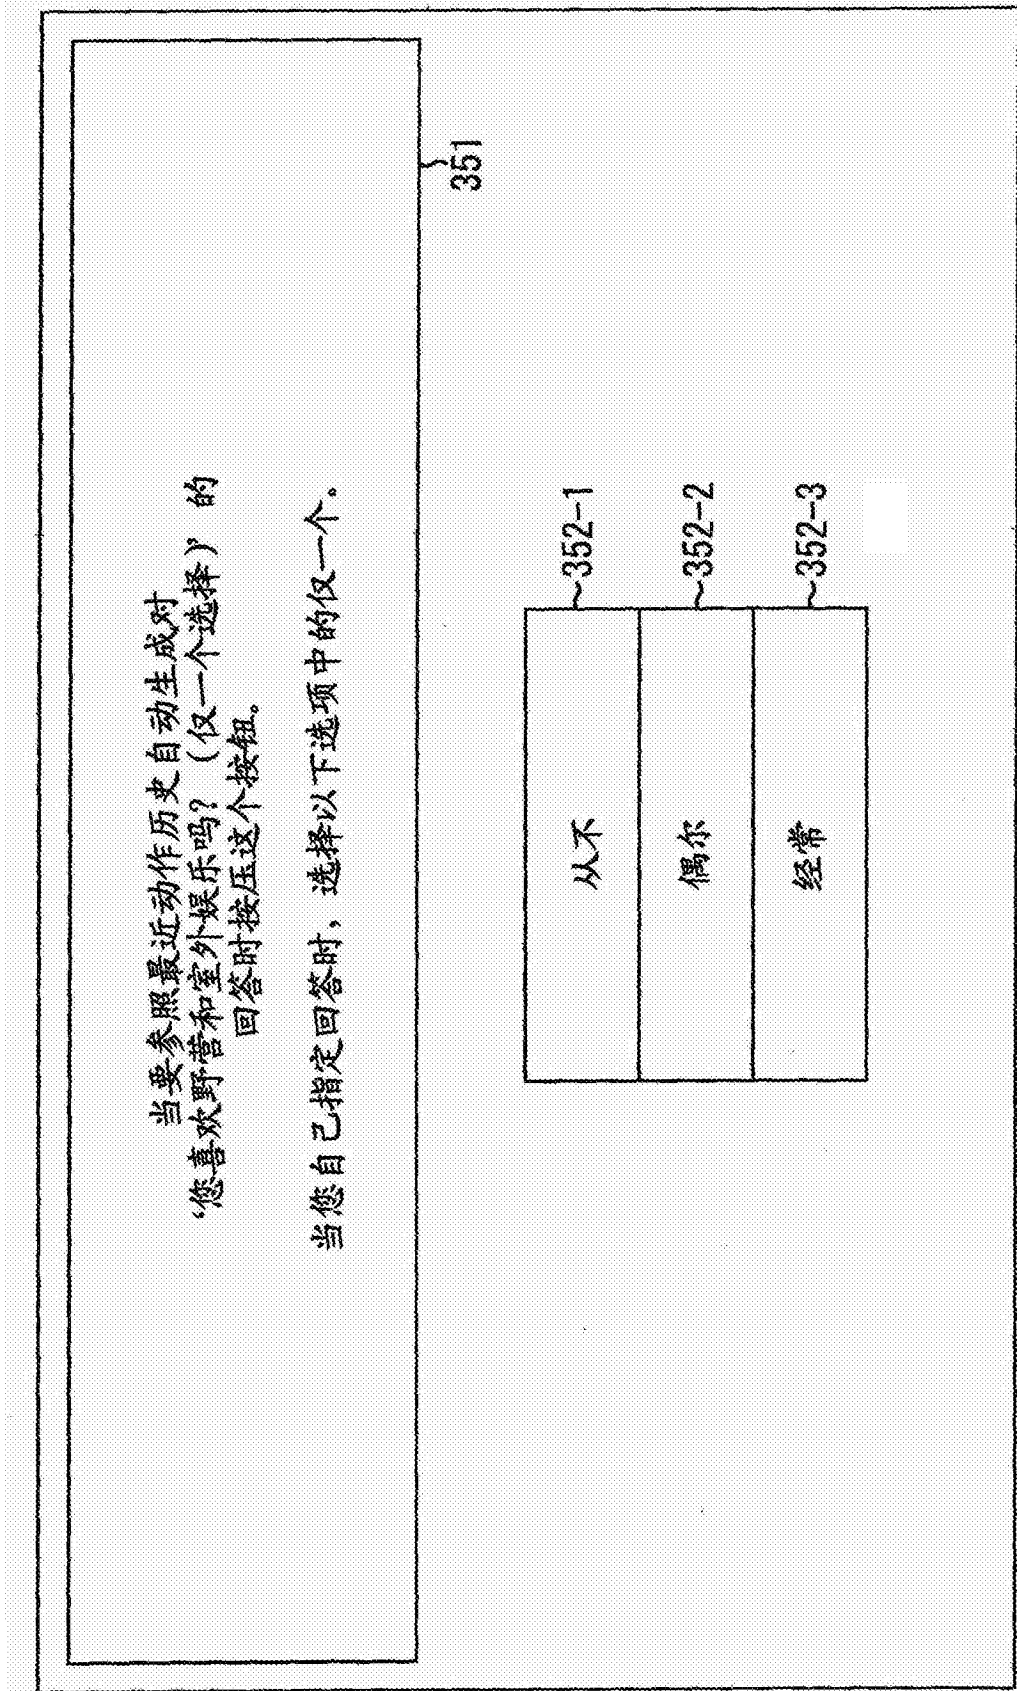 当要参照最近动作历史自动生成对
‘您喜欢野营和室外娱乐吗？（仅一个选择）’的
回答时按压这个按钮。
当您自己指定回答时，选择以下选项中的仅一个。
351
从不
352-1
偶尔
352-2
经常
352-3